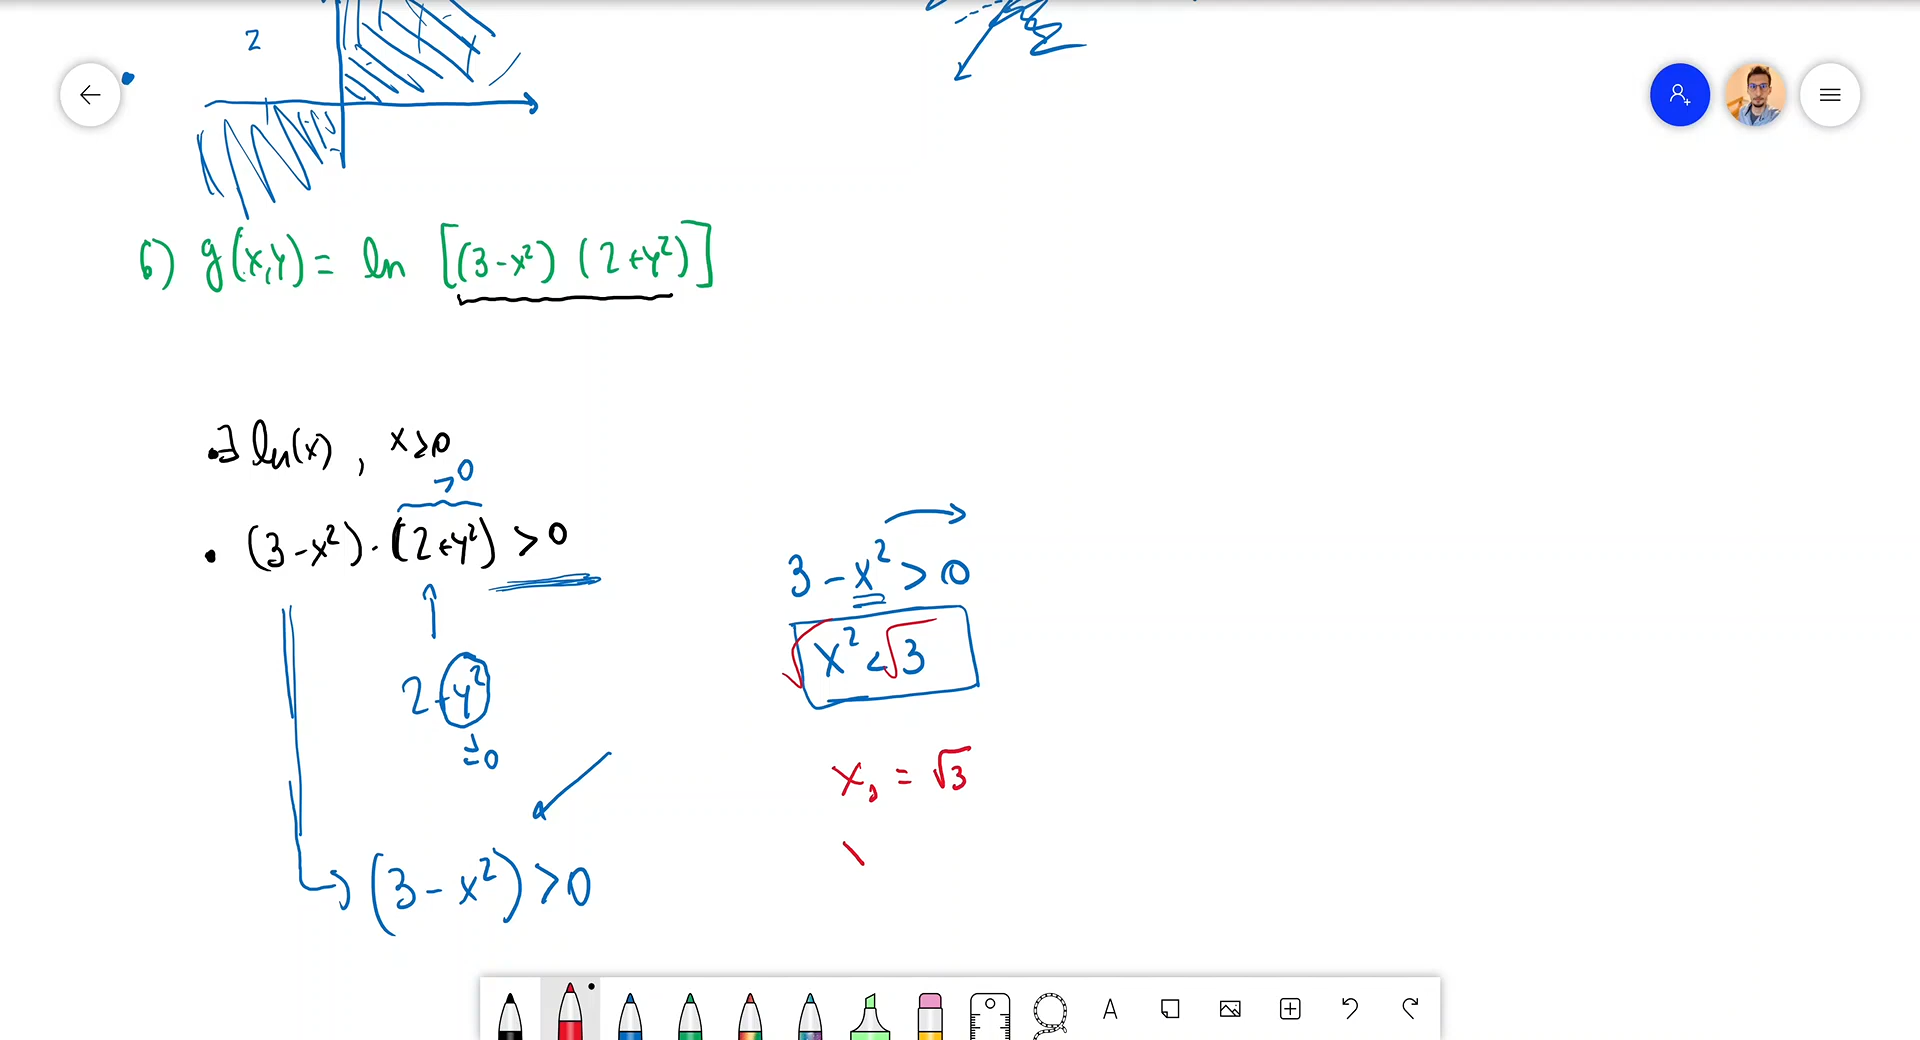 2
6) g(x,y) = ln [(3-x²) (2+y²)]
∃ ln(x) , x>0
>0
• (3-x²)·(2+y²) >0
2+y²
≥0
(3-x²) >0
3-x² >0
√x² < √3
x₁ = √3
A